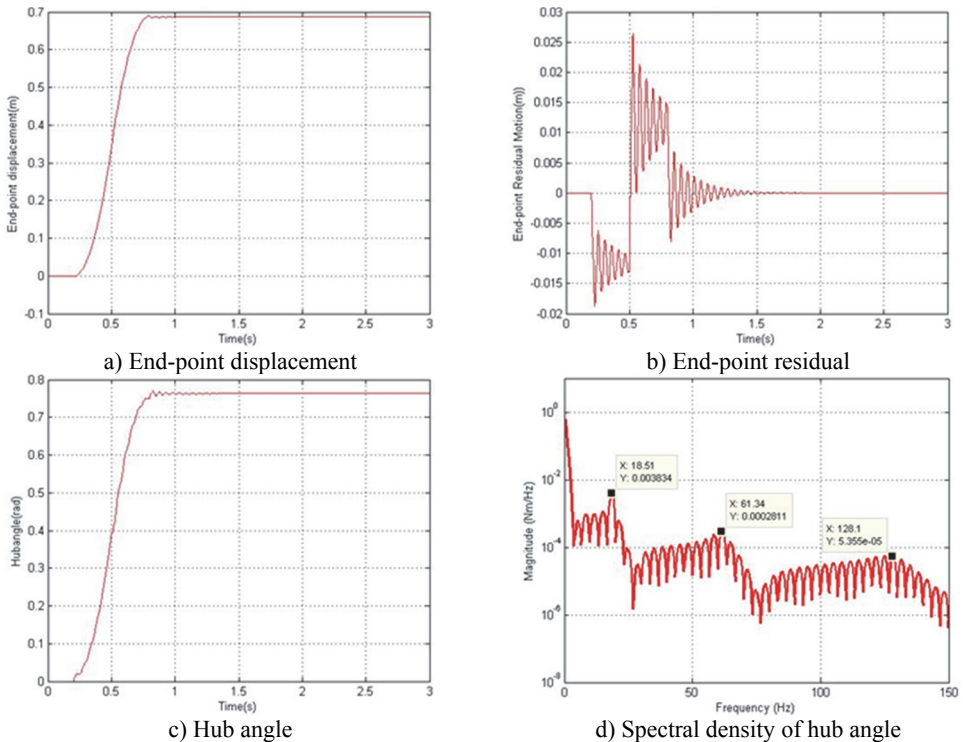 0.7
0.6
0.5
0.4
0.3
0.2
0.1
0
-0.1
End-point displacement(m)
0 0.5 1 1.5 2 2.5 3
Time(s)
a) End-point displacement
0.03
0.025
0.02
0.015
0.01
0.005
0
-0.005
-0.01
-0.015
-0.02
End-point Residual Motion(m))
0 0.5 1 1.5 2 2.5 3
Time(s)
b) End-point residual
0.8
0.7
0.6
0.5
0.4
0.3
0.2
0.1
0
Hubangle(rad)
0 0.5 1 1.5 2 2.5 3
Time(s)
c) Hub angle
10^0
10^-2
10^-4
10^-6
10^-8
Magnitude (Nm/Hz)
X: 18.51
Y: 0.003834
X: 61.34
Y: 0.0002811
X: 128.1
Y: 5.355e-05
0 50 100 150
Frequency (Hz)
d) Spectral density of hub angle